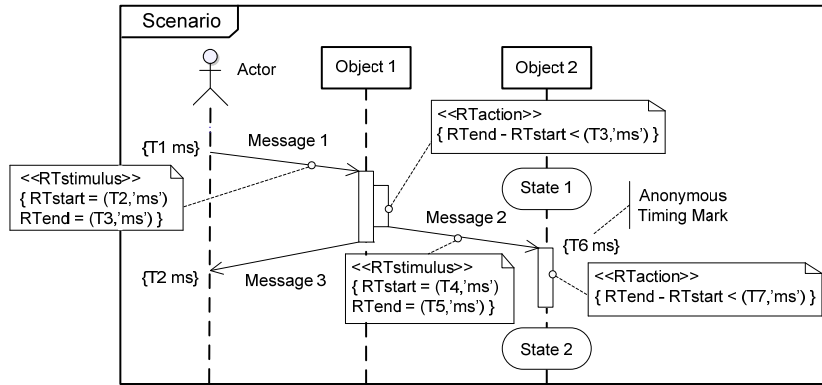 Scenario
Actor
Object 1
Object 2
<<RTaction>>
{ RTend - RTstart < (T3,'ms') }
{T1 ms}
Message 1
<<RTstimulus>>
{ RTstart = (T2,'ms')
RTend = (T3,'ms') }
State 1
Anonymous
Timing Mark
Message 2
{T6 ms}
{T2 ms}
Message 3
<<RTstimulus>>
{ RTstart = (T4,'ms')
RTend = (T5,'ms') }
<<RTaction>>
{ RTend - RTstart < (T7,'ms') }
State 2